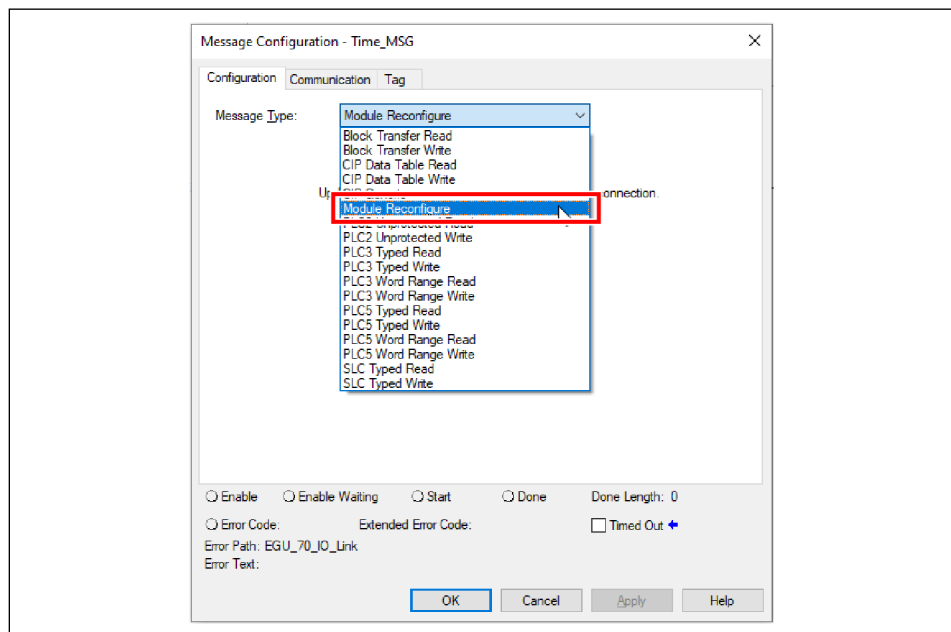 Message Configuration - Time_MSG
Configuration Communication Tag
Message Type: Module Reconfigure
Block Transfer Read
Block Transfer Write
CIP Data Table Read
CIP Data Table Write
onnection.
Module Reconfigure
PLC2 Unprotected Write
PLC3 Typed Read
PLC3 Typed Write
PLC3 Word Range Read
PLC3 Word Range Write
PLC5 Typed Read
PLC5 Typed Write
PLC5 Word Range Read
PLC5 Word Range Write
SLC Typed Read
SLC Typed Write
Enable Enable Waiting Start Done Done Length: 0
Error Code: Extended Error Code: Timed Out
Error Path: EGU_70_IO_Link
Error Text:
OK Cancel Apply Help